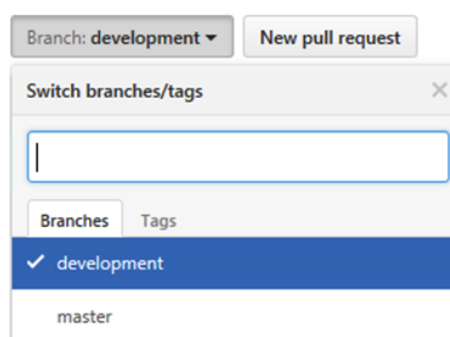 Branch: development New pull request
Switch branches/tags
Branches Tags
development
master